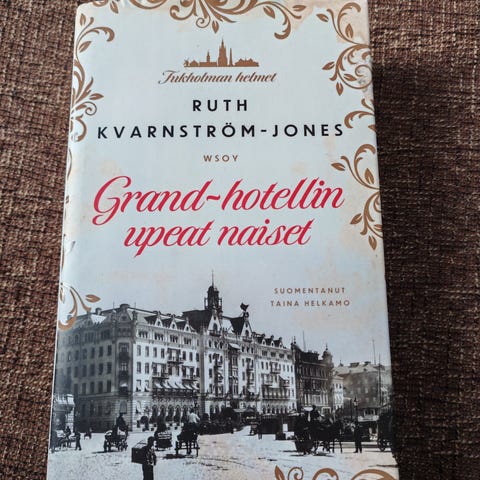 Tukholman helmet
RUTH
KVARNSTRÖM-JONES
WSOY
Grand-hotellin
upeat naiset
SUOMENTANUT
TAINA HELKAMO